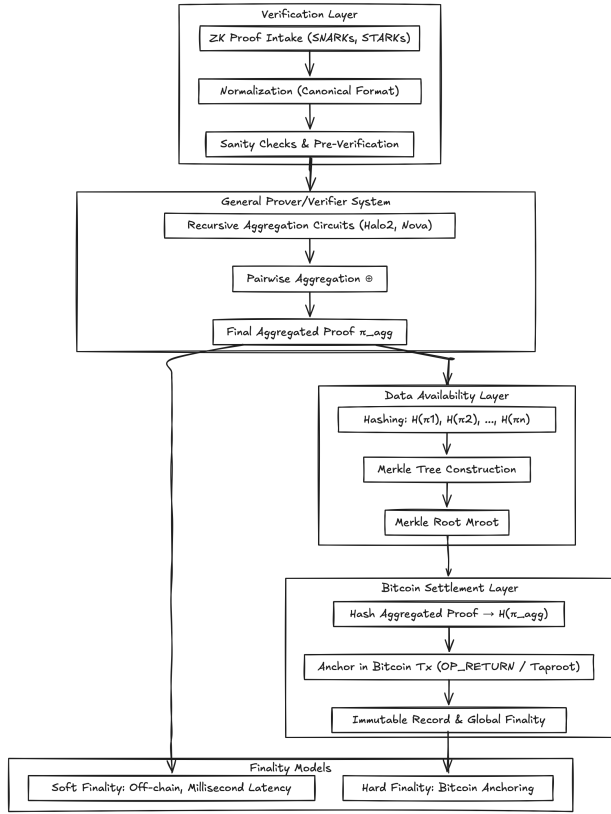 Verification Layer
ZK Proof Intake (SNARKs, STARKs)
Normalization (Canonical Format)
Sanity Checks & Pre-Verification
General Prover/Verifier System
Recursive Aggregation Circuits (Halo2, Nova)
Pairwise Aggregation ⊕
Final Aggregated Proof π_agg
Data Availability Layer
Hashing: H(π1), H(π2), ..., H(πn)
Merkle Tree Construction
Merkle Root Mroot
Bitcoin Settlement Layer
Hash Aggregated Proof → H(π_agg)
Anchor in Bitcoin Tx (OP_RETURN / Taproot)
Immutable Record & Global Finality
Finality Models
Soft Finality: Off-chain, Millisecond Latency
Hard Finality: Bitcoin Anchoring